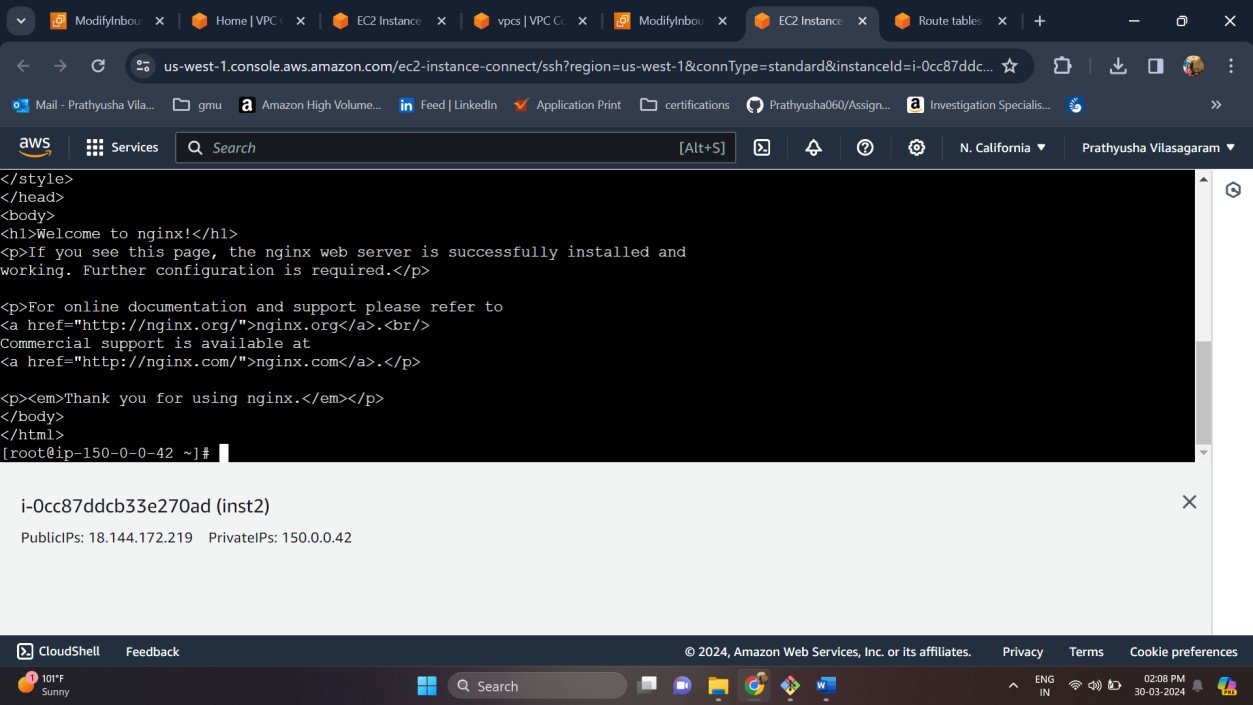 ModifyInbou
Home | VPC
EC2 Instance
vpcs | VPC Co
ModifyInbou
EC2 Instance
Route tables
us-west-1.console.aws.amazon.com/ec2-instance-connect/ssh?region=us-west-1&connType=standard&instanceId=i-0cc87ddc...
Mail - Prathyusha Vila...
gmu
Amazon High Volume...
Feed | LinkedIn
Application Print
certifications
Prathyusha060/Assign...
Investigation Specialis...
aws
Services
Search
[Alt+S]
N. California
Prathyusha Vilasagaram
</style>
</head>
<body>
<h1>Welcome to nginx!</h1>
<p>If you see this page, the nginx web server is successfully installed and
working. Further configuration is required.</p>
<p>For online documentation and support please refer to
<a href="http://nginx.org/">nginx.org</a>.<br/>
Commercial support is available at
<a href="http://nginx.com/">nginx.com</a>.</p>
<p><em>Thank you for using nginx.</em></p>
</body>
</html>
[root@ip-150-0-0-42 ~]#
i-0cc87ddcb33e270ad (inst2)
PublicIPs: 18.144.172.219 PrivateIPs: 150.0.0.42
CloudShell
Feedback
© 2024, Amazon Web Services, Inc. or its affiliates.
Privacy
Terms
Cookie preferences
1
101°F
Sunny
Search
ENG
IN
02:08 PM
30-03-2024